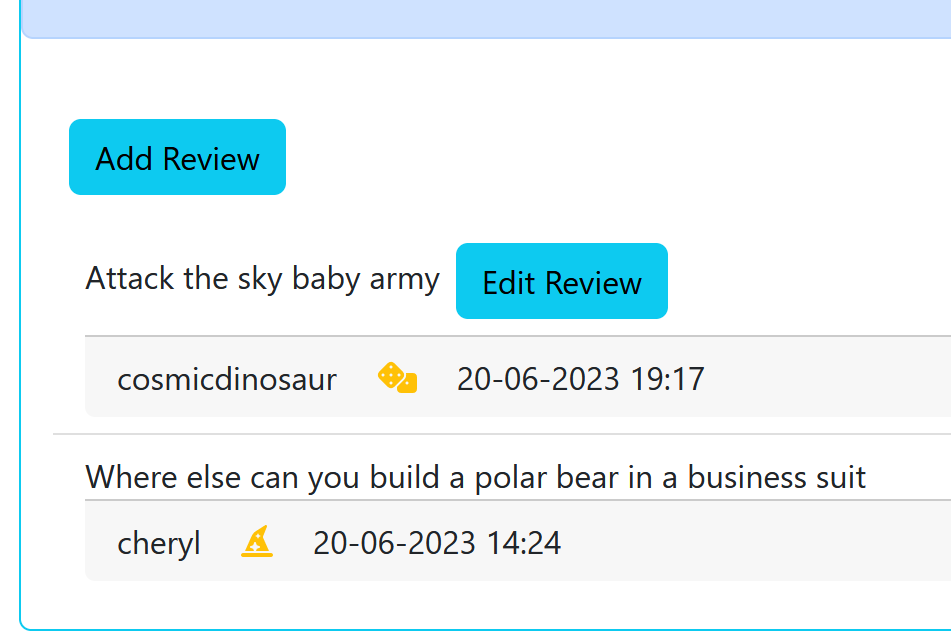 Add Review
Attack the sky baby army Edit Review
cosmicdinosaur 20-06-2023 19:17
Where else can you build a polar bear in a business suit
cheryl 20-06-2023 14:24